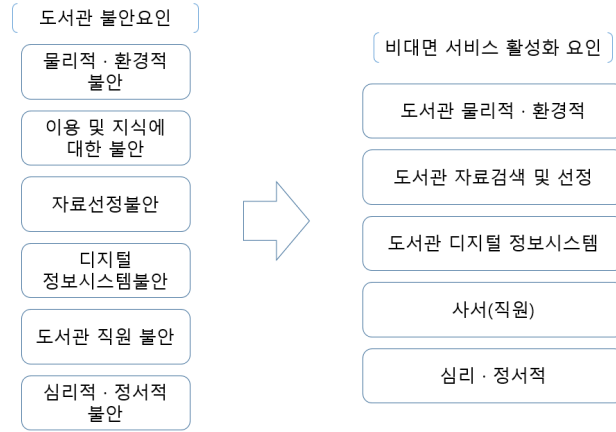 도서관 불안요인
물리적 · 환경적
불안
이용 및 지식에
대한 불안
자료선정불안
디지털
정보시스템불안
도서관 직원 불안
심리적 · 정서적
불안
비대면 서비스 활성화 요인
도서관 물리적 · 환경적
도서관 자료검색 및 선정
도서관 디지털 정보시스템
사서(직원)
심리 · 정서적